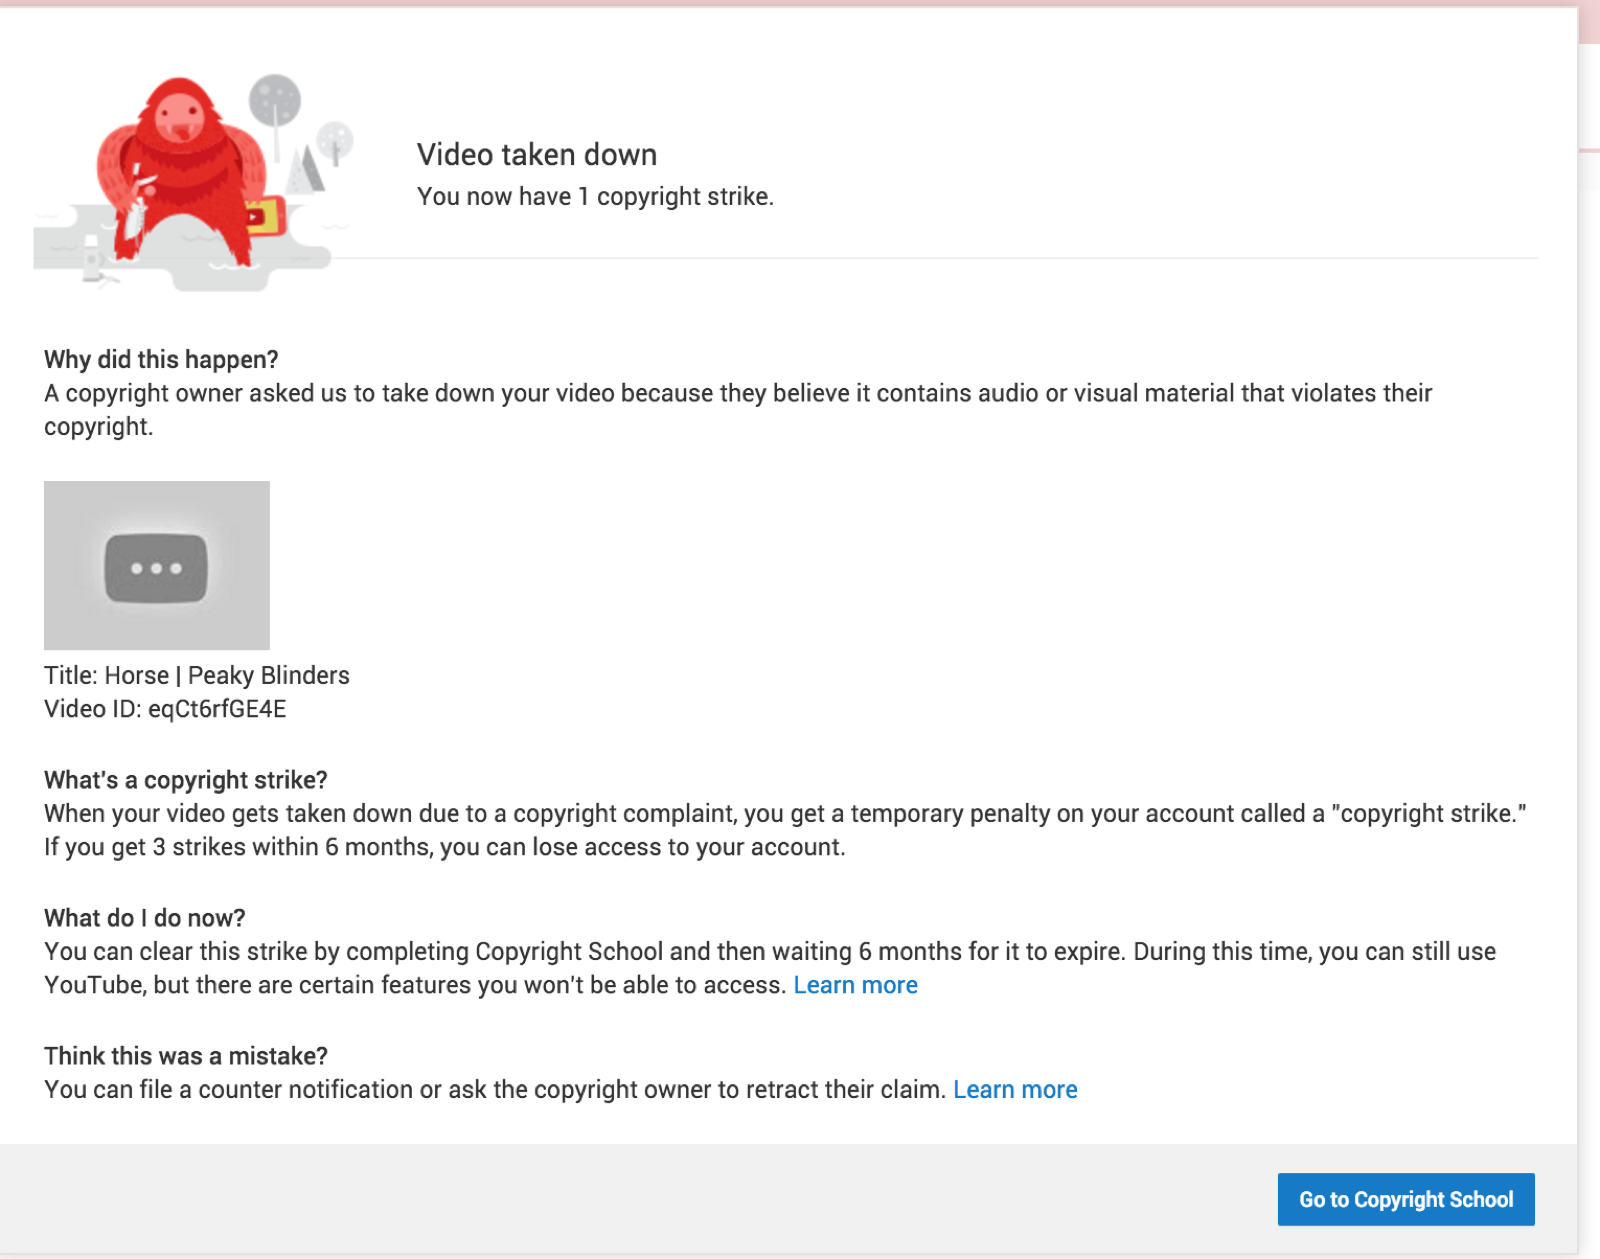 Video taken down
You now have 1 copyright strike.
Why did this happen?
A copyright owner asked us to take down your video because they believe it contains audio or visual material that violates their
copyright.
Title: Horse | Peaky Blinders
Video ID: eqCt6rfGE4E
What's a copyright strike?
When your video gets taken down due to a copyright complaint, you get a temporary penalty on your account called a "copyright strike."
If you get 3 strikes within 6 months, you can lose access to your account.
What do I do now?
You can clear this strike by completing Copyright School and then waiting 6 months for it to expire. During this time, you can still use
YouTube, but there are certain features you won't be able to access. Learn more
Think this was a mistake?
You can file a counter notification or ask the copyright owner to retract their claim. Learn more
Go to Copyright School